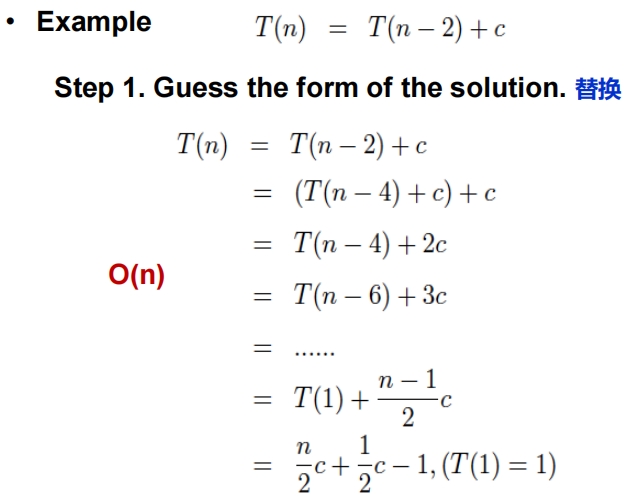 • Example T(n) = T(n − 2) + c
Step 1. Guess the form of the solution. 替换
T(n) = T(n − 2) + c
= (T(n − 4) + c) + c
= T(n − 4) + 2c
O(n)
= T(n − 6) + 3c
= ......
= T(1) + \frac{n − 1}{2}c
= \frac{n}{2}c + \frac{1}{2}c − 1, (T(1) = 1)